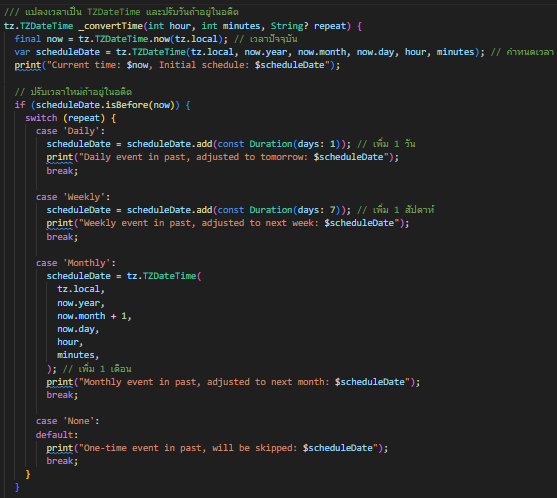 /// แปลงเวลาเป็น TZDateTime และปรับวันถ้าอยู่ในอดีต
tz.TZDateTime _convertTime(int hour, int minutes, String? repeat) {
final now = tz.TZDateTime.now(tz.local); // เวลาปัจจุบัน
var scheduleDate = tz.TZDateTime(tz.local, now.year, now.month, now.day, hour, minutes); // กำหนดเวลา
print("Current time: $now, Initial schedule: $scheduleDate");
// ปรับเวลาใหม่ถ้าอยู่ในอดีต
if (scheduleDate.isBefore(now)) {
switch (repeat) {
case 'Daily':
scheduleDate = scheduleDate.add(const Duration(days: 1)); // เพิ่ม 1 วัน
print("Daily event in past, adjusted to tomorrow: $scheduleDate");
break;
case 'Weekly':
scheduleDate = scheduleDate.add(const Duration(days: 7)); // เพิ่ม 1 สัปดาห์
print("Weekly event in past, adjusted to next week: $scheduleDate");
break;
case 'Monthly':
scheduleDate = tz.TZDateTime(
tz.local,
now.year,
now.month + 1,
now.day,
hour,
minutes,
); // เพิ่ม 1 เดือน
print("Monthly event in past, adjusted to next month: $scheduleDate");
break;
case 'None':
default:
print("One-time event in past, will be skipped: $scheduleDate");
break;
}
}